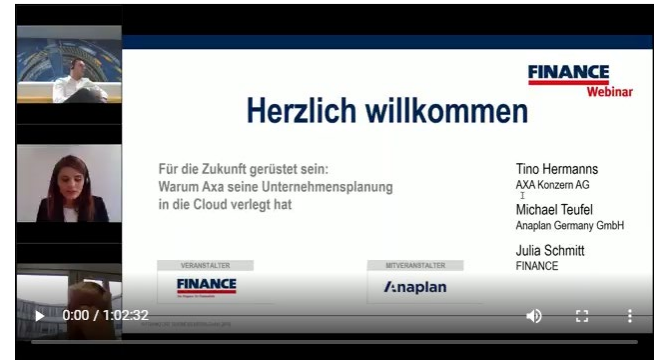 FINANCE
Webinar
Herzlich willkommen
Für die Zukunft gerüstet sein:
Warum Axa seine Unternehmensplanung
in die Cloud verlegt hat
Tino Hermanns
AXA Konzern AG
Michael Teufel
Anaplan Germany GmbH
Julia Schmitt
FINANCE
VERANSTALTER
FINANCE
MITVERANSTALTER
Anaplan
0:00 / 1:02:32